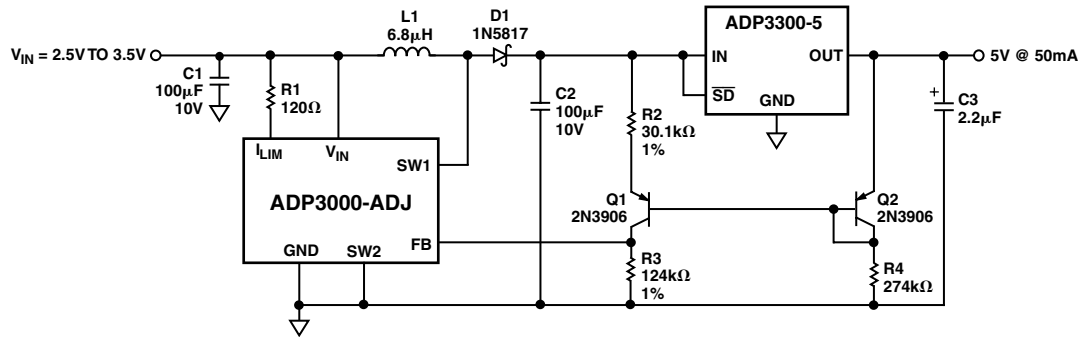 V_IN = 2.5V TO 3.5V
C1
100μF
10V
R1
120Ω
L1
6.8μH
D1
1N5817
C2
100μF
10V
R2
30.1kΩ
1%
ADP3300-5
IN
OUT
SD
GND
5V @ 50mA
+
C3
2.2μF
I_LIM
V_IN
SW1
ADP3000-ADJ
GND
SW2
FB
Q1
2N3906
Q2
2N3906
R3
124kΩ
1%
R4
274kΩ